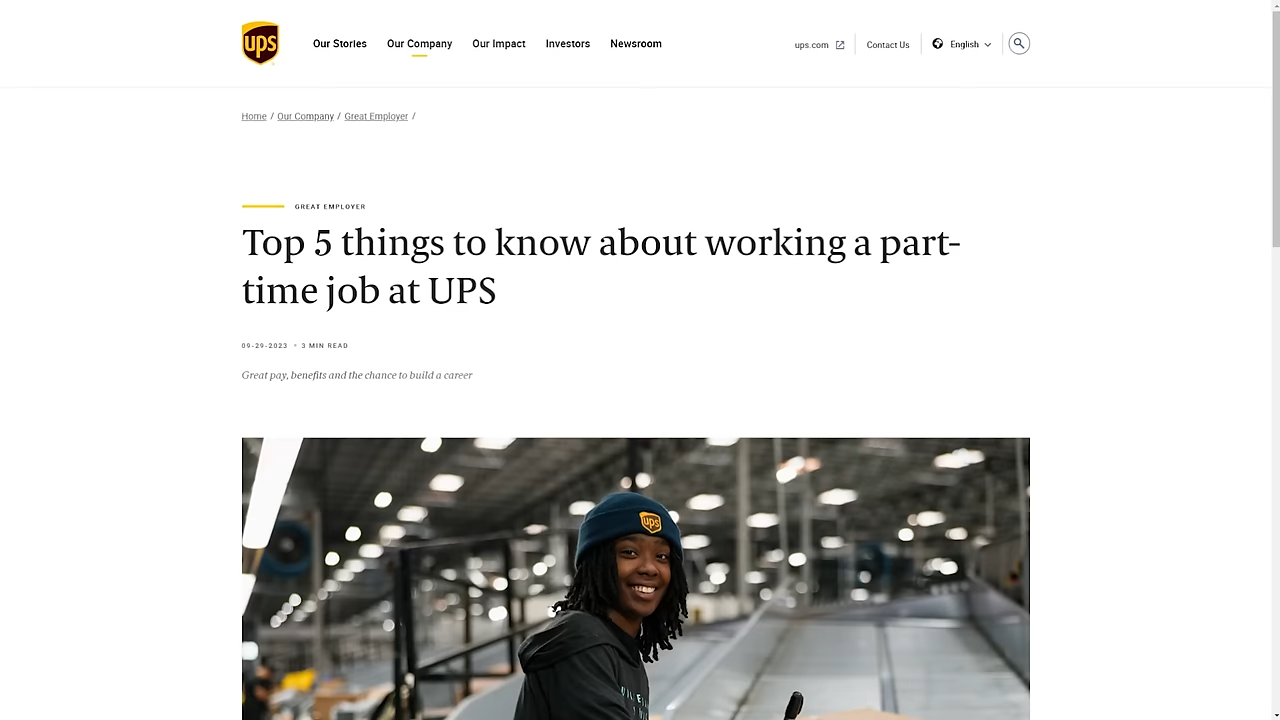 ups
Our Stories
Our Company
Our Impact
Investors
Newsroom
ups.com
Contact Us
English
Home / Our Company / Great Employer /
GREAT EMPLOYER
Top 5 things to know about working a part-
time job at UPS
09-29-2023 • 3 MIN READ
Great pay, benefits and the chance to build a career
ups